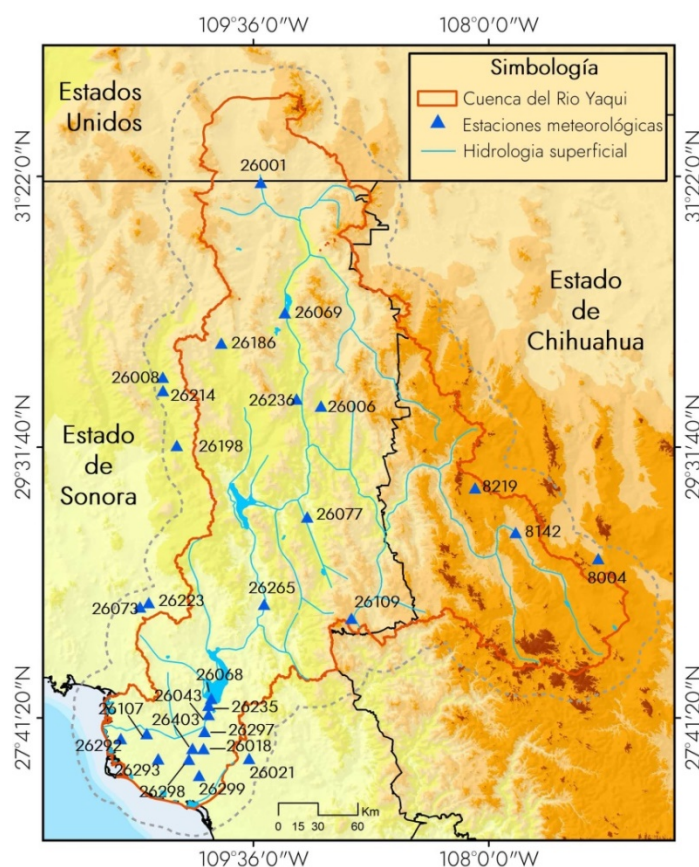 109°36'0"W
108°0'0"W
Simbología
Cuenca del Rio Yaqui
Estaciones meteorológicas
Hidrologia superficial
Estados
Unidos
31°22'0"N
31°22'0"N
26001
Estado
de
Chihuahua
26069
26186
26008
26214
26236
26006
29°31'40"N
29°31'40"N
Estado
de
Sonora
26198
8219
26077
8142
8004
26073
26223
26265
26109
26068
26043
26235
26107
26403
26297
27°41'20"N
27°41'20"N
26292
26018
26293
26021
26298
26299
Km
0 15 30 60
109°36'0"W
108°0'0"W